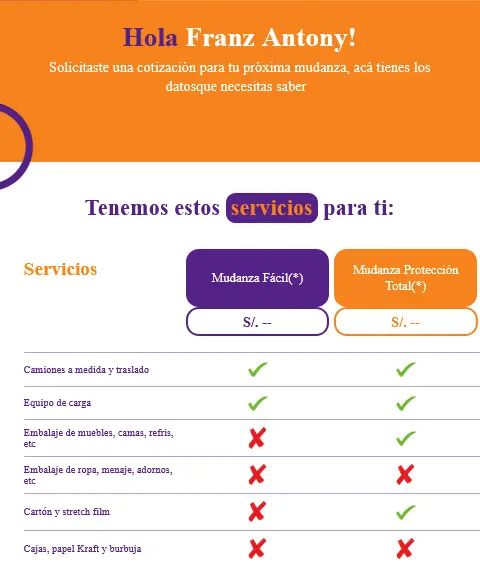 Hola Franz Antony!
Solicitaste una cotización para tu próxima mudanza, acá tienes los
datosque necesitas saber
Tenemos estos servicios para ti:
Servicios
Mudanza Fácil(*)
Mudanza Protección
Total(*)
S/. --
S/. --
Camiones a medida y traslado
Equipo de carga
Embalaje de muebles, camas, refris,
etc
Embalaje de ropa, menaje, adornos,
etc
Cartón y stretch film
Cajas, papel Kraft y burbuja